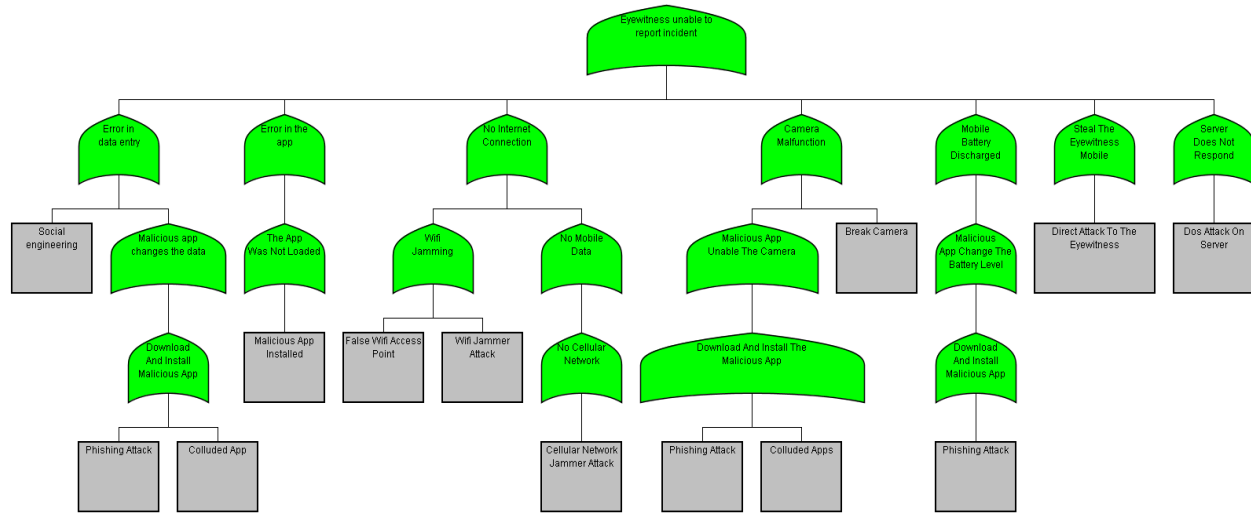 Eyewitness unable to
report incident
Error in
data entry
Error in the
app
No Internet
Connection
Camera
Malfunction
Mobile
Battery
Discharged
Steal The
Eyewitness
Mobile
Server
Does Not
Respond
Social
engineering
Malicious app
changes the data
The App
Was Not Loaded
Wifi
Jamming
No Mobile
Data
Malicious App
Unable The Camera
Break Camera
Malicious
App Change The
Battery Level
Direct Attack To The
Eyewitness
Dos Attack On
Server
Download
And Install
Malicious App
Malicious App
Installed
False Wifi Access
Point
Wifi Jammer
Attack
No Cellular
Network
Download And Install The
Malicious App
Download
And Install
Malicious App
Phishing Attack
Colluded App
Cellular Network
Jammer Attack
Phishing Attack
Colluded Apps
Phishing Attack